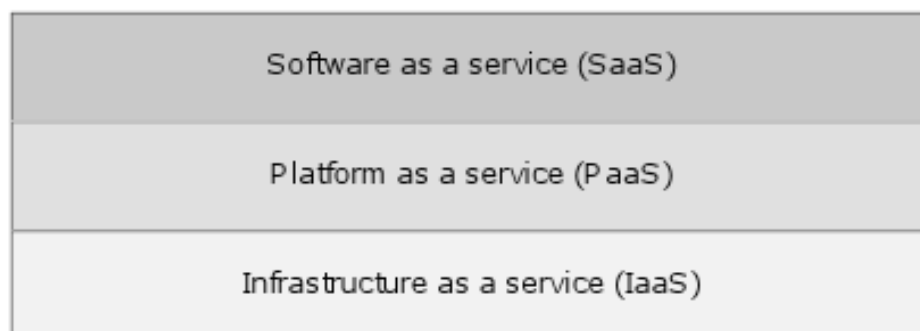 Software as a service (SaaS)
Platform as a service (PaaS)
Infrastructure as a service (IaaS)